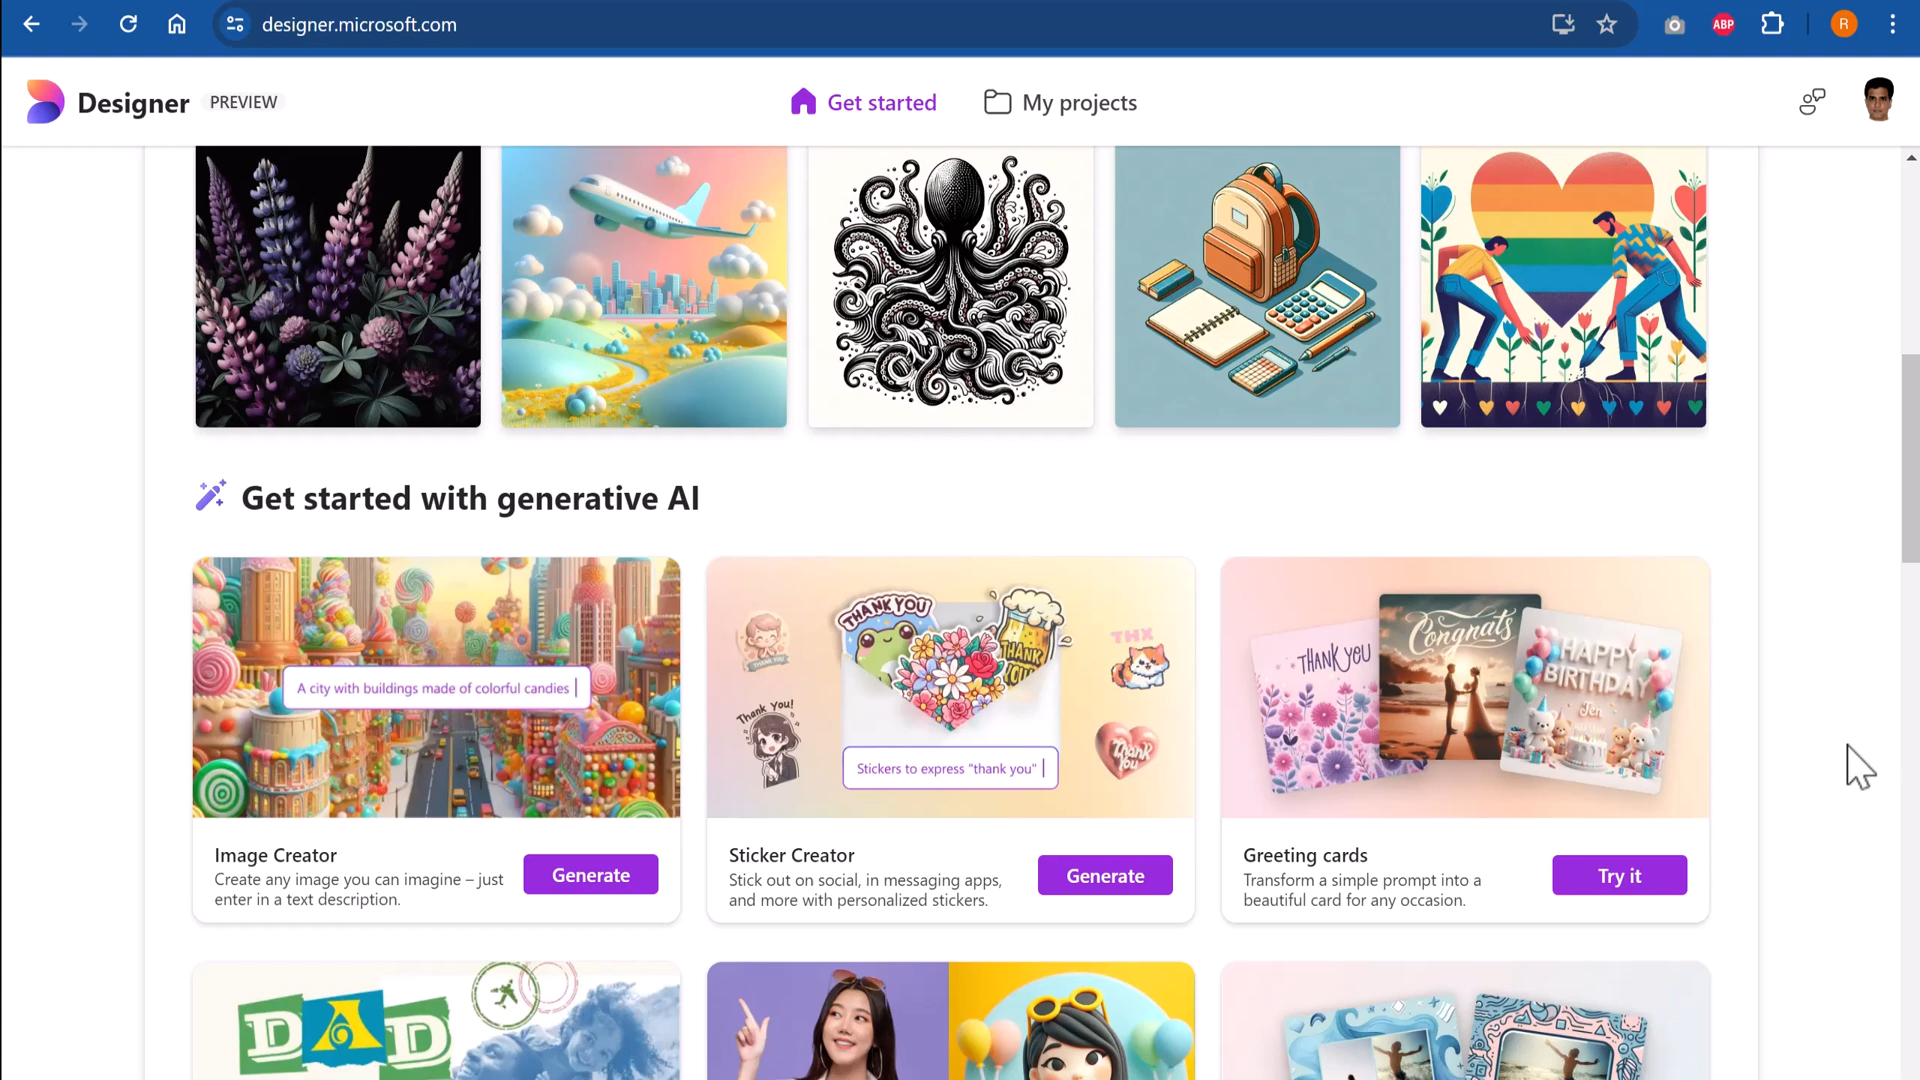 designer.microsoft.com
ABP
R
Designer PREVIEW
Get started
My projects
Get started with generative AI
A city with buildings made of colorful candies
THANK YOU
THANK YOU
THANK YOU
Thank You!
THX
Thank You
Stickers to express "thank you"
THANK YOU
Congrats
HAPPY BIRTHDAY
Jen
Image Creator
Create any image you can imagine – just
enter in a text description.
Generate
Sticker Creator
Stick out on social, in messaging apps,
and more with personalized stickers.
Generate
Greeting cards
Transform a simple prompt into a
beautiful card for any occasion.
Try it
DAD